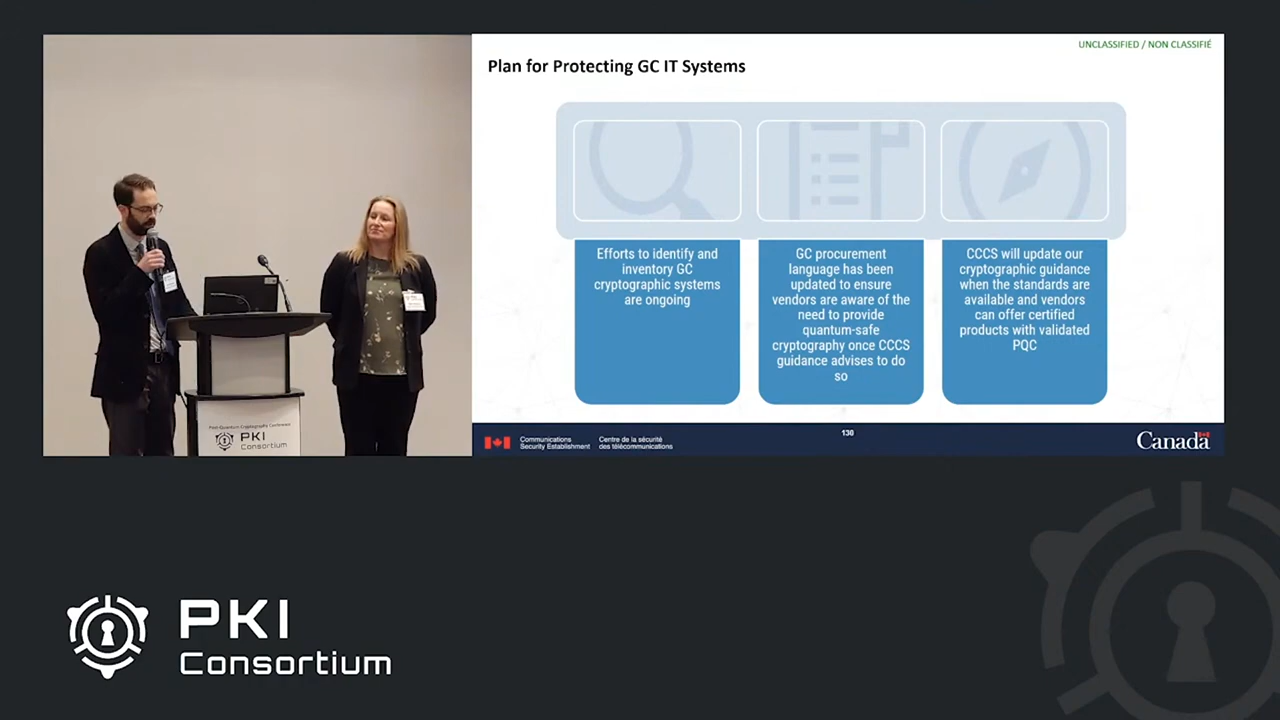 UNCLASSIFIED / NON CLASSIFIÉ
Plan for Protecting GC IT Systems
Efforts to identify and
inventory GC
cryptographic systems
are ongoing
GC procurement
language has been
updated to ensure
vendors are aware of the
need to provide
quantum-safe
cryptography once CCCS
guidance advises to do
so
CCCS will update our
cryptographic guidance
when the standards are
available and vendors
can offer certified
products with validated
PQC
Communications
Security Establishment
Centre de la sécurité
des télécommunications
130
Canada
Post-Quantum Cryptography Conference
PKI
Consortium
PKI
Consortium